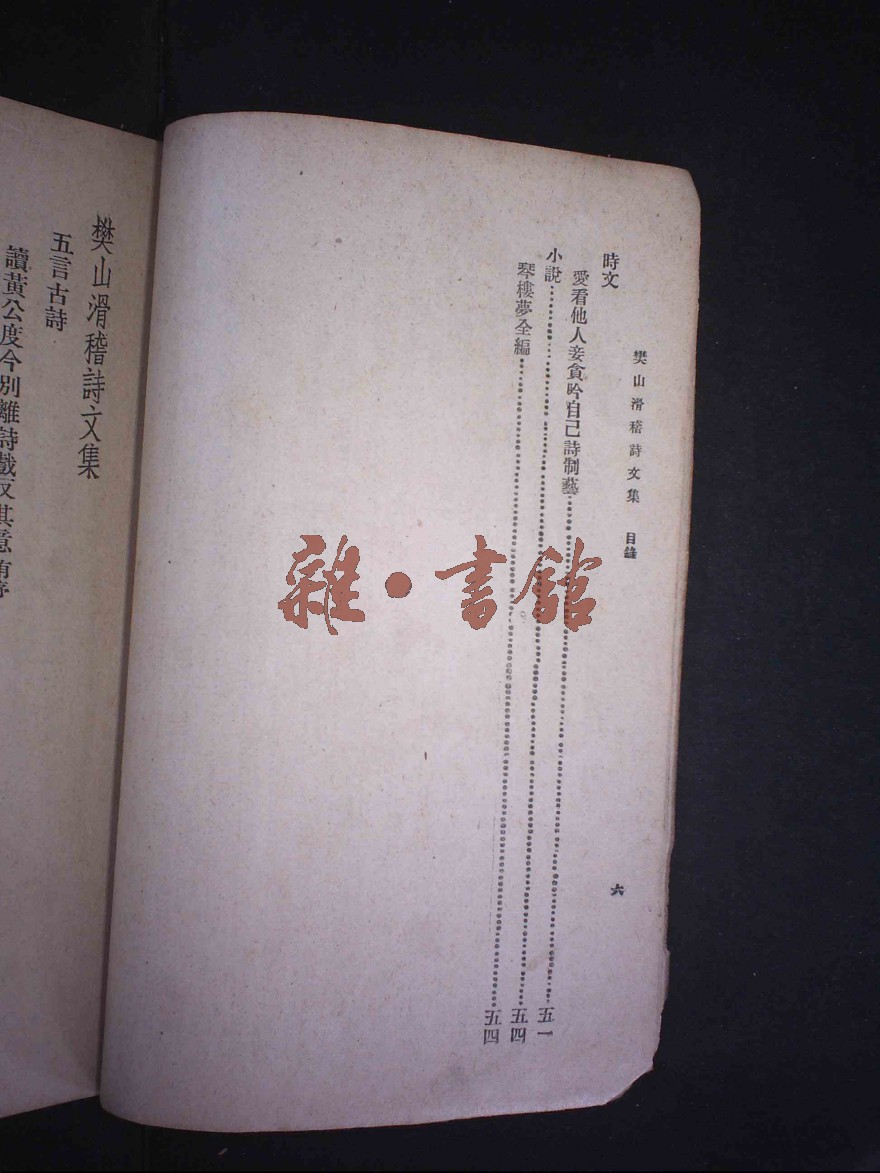 樊山滑稽詩文集 目錄 六
時文
愛看他人妾貪吟自己詩制藝 五一
小說 五四
琴樓夢全編 五四
樊山滑稽詩文集
五言古詩
讀黃公度今別離詩戲反其意
雜·書館